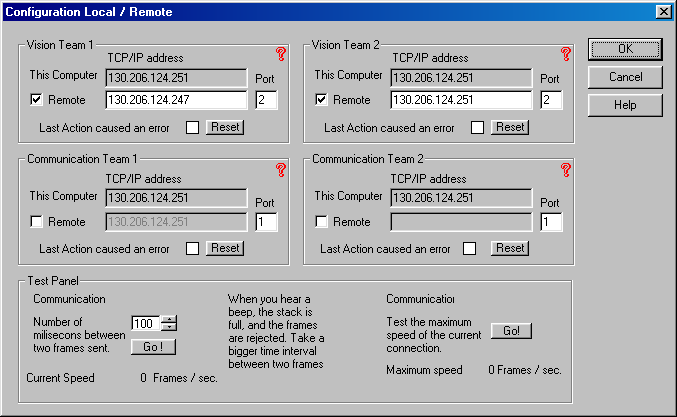 Configuration Local / Remote
OK
Cancel
Help
Vision Team 1
TCP/IP address
?
This Computer 130.206.124.251 Port
Remote 130.206.124.247 2
Last Action caused an error Reset
Vision Team 2
TCP/IP address
?
This Computer 130.206.124.251 Port
Remote 130.206.124.251 2
Last Action caused an error Reset
Communication Team 1
TCP/IP address
?
This Computer 130.206.124.251 Port
Remote 130.206.124.251 1
Last Action caused an error Reset
Communication Team 2
TCP/IP address
?
This Computer 130.206.124.251 Port
Remote 1
Last Action caused an error Reset
Test Panel
Communication
Number of
milisecons between
two frames sent.
100
Go !
Current Speed 0 Frames / sec.
When you hear a
beep, the stack is
full, and the frames
are rejected. Take a
bigger time interval
between two frames
Communication
Test the maximum
speed of the current
connection.
Go!
Maximum speed 0 Frames / sec.